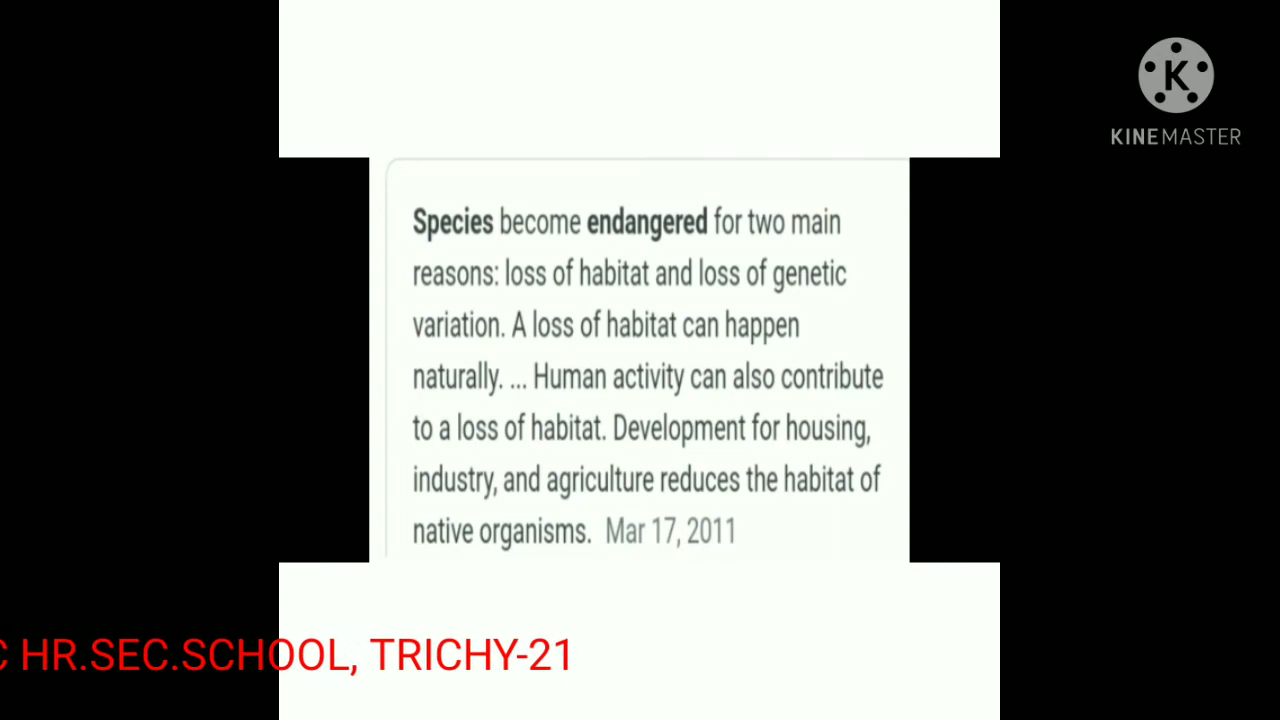 K
KINEMASTER
Species become endangered for two main
reasons: loss of habitat and loss of genetic
variation. A loss of habitat can happen
naturally. ... Human activity can also contribute
to a loss of habitat. Development for housing,
industry, and agriculture reduces the habitat of
native organisms. Mar 17, 2011
HR.SEC.SCHOOL, TRICHY-21